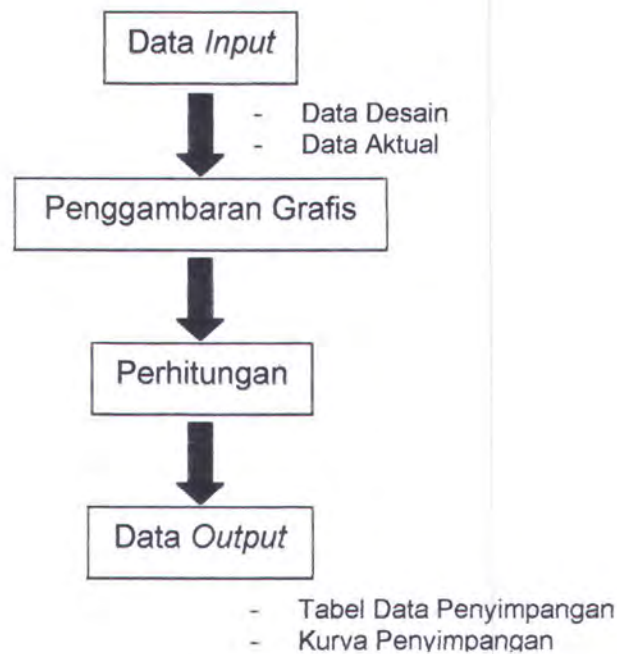 Data Input
- Data Desain
- Data Aktual
Penggambaran Grafis
Perhitungan
Data Output
- Tabel Data Penyimpangan
- Kurva Penyimpangan